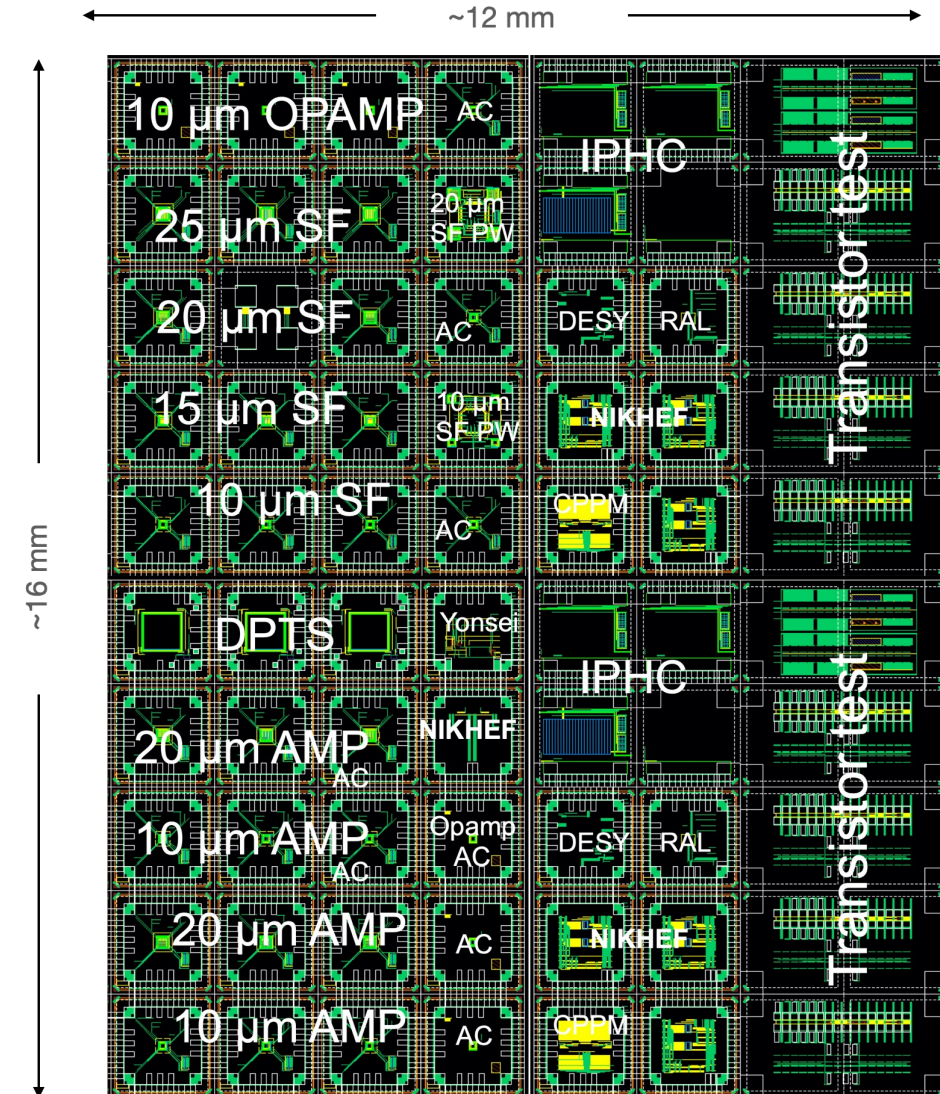 ~12 mm
~16 mm
10 µm OPAMP
AC
IPHC
Transistor test
25 µm SF
20 µm
SF PW
20 µm SF
AC
DESY
RAL
15 µm SF
10 µm
SF PW
NIKHEF
10 µm SF
AC
CPPM
DPTS
Yonsei
IPHC
Transistor test
20 µm AMP
AC
NIKHEF
10 µm AMP
AC
Opamp
AC
DESY
RAL
20 µm AMP
AC
NIKHEF
10 µm AMP
AC
CPPM